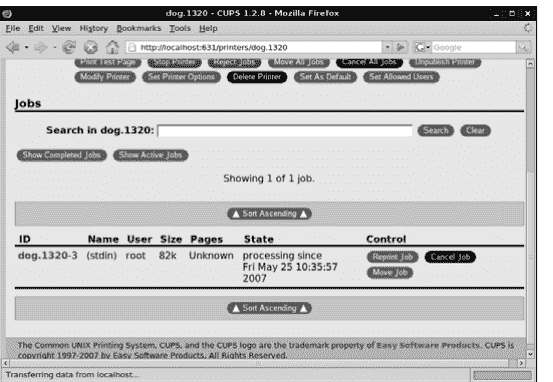 dog.1320 - CUPS 1.2.8 - Mozilla Firefox
File Edit View History Bookmarks Tools Help
http://localhost:631/printers/dog.1320
Google
Print Test Page Stop Printer Reject Jobs Move All Jobs Cancel All Jobs Unpublish Printer
Modify Printer Set Printer Options Delete Printer Set As Default Set Allowed Users
Jobs
Search in dog.1320: Search Clear
Show Completed Jobs Show Active Jobs
Showing 1 of 1 job.
▲ Sort Ascending ▲
ID Name User Size Pages State Control
dog.1320-3 (stdin) root 82k Unknown processing since Reprint Job Cancel Job
Fri May 25 10:35:57 Move Job
2007
▲ Sort Ascending ▲
The Common UNIX Printing System, CUPS, and the CUPS logo are the trademark property of Easy Software Products. CUPS is
copyright 1997-2007 by Easy Software Products, All Rights Reserved.
Transferring data from localhost...